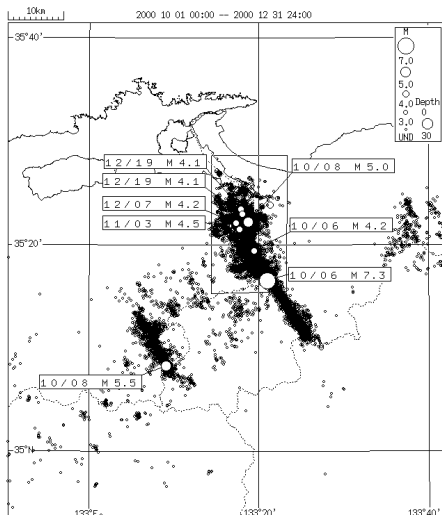 10km
2000 10 01 00:00 -- 2000 12 31 24:00
35°40'
M
7.0
5.0
4.0
3.0
UND
Depth
0
30
12/19 M4.1
10/08 M5.0
12/19 M4.1
12/07 M4.2
11/03 M4.5
10/06 M4.2
35°20'
10/06 M7.3
10/08 M5.5
35°N
133°E
133°20'
133°40'